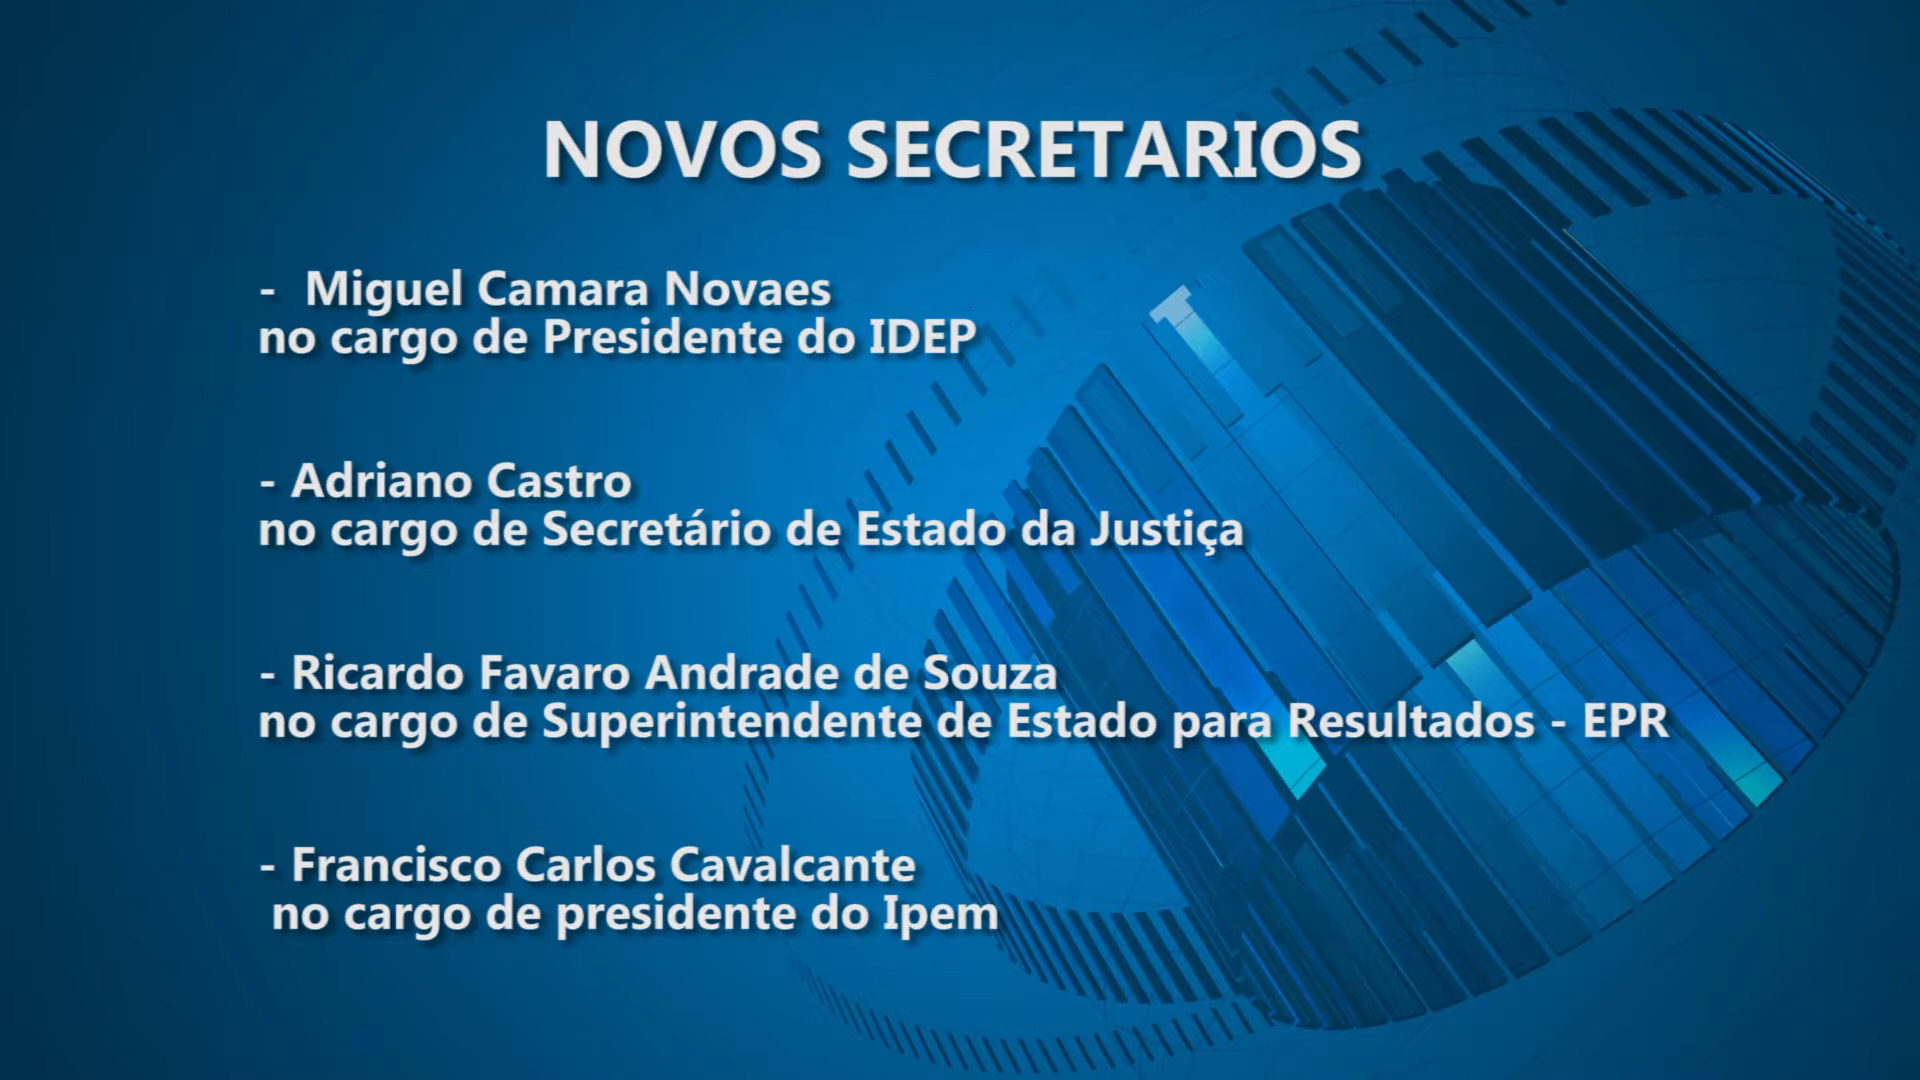 NOVOS SECRETARIOS
- Miguel Camara Novaes
no cargo de Presidente do IDEP
- Adriano Castro
no cargo de Secretário de Estado da Justiça
- Ricardo Favaro Andrade de Souza
no cargo de Superintendente de Estado para Resultados - EPR
- Francisco Carlos Cavalcante
no cargo de presidente do Ipem